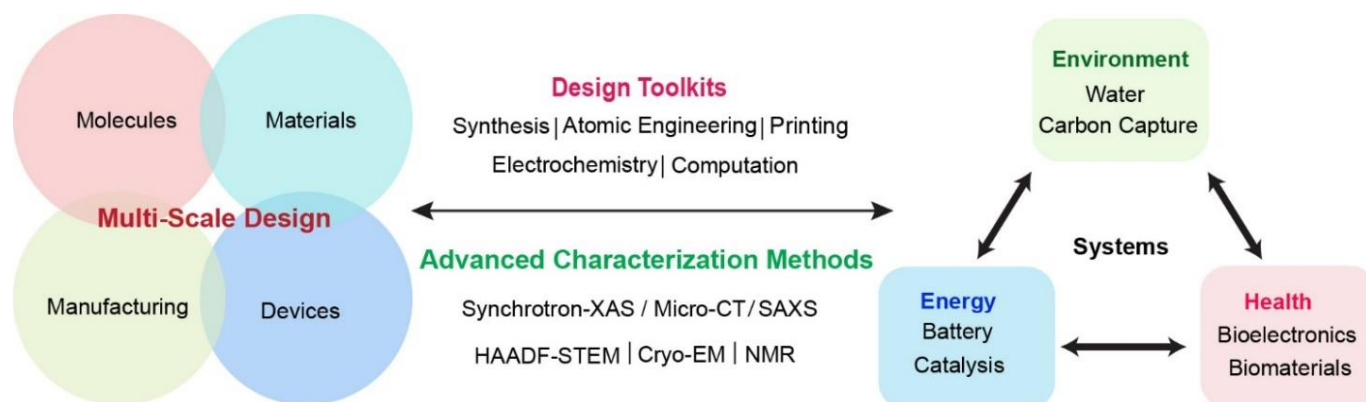 Molecules
Materials
Multi-Scale Design
Manufacturing
Devices
Design Toolkits
Synthesis|Atomic Engineering|Printing
Electrochemistry|Computation
Advanced Characterization Methods
Synchrotron-XAS / Micro-CT/SAXS
HAADF-STEM|Cryo-EM|NMR
Environment
Water
Carbon Capture
Systems
Energy
Battery
Catalysis
Health
Bioelectronics
Biomaterials